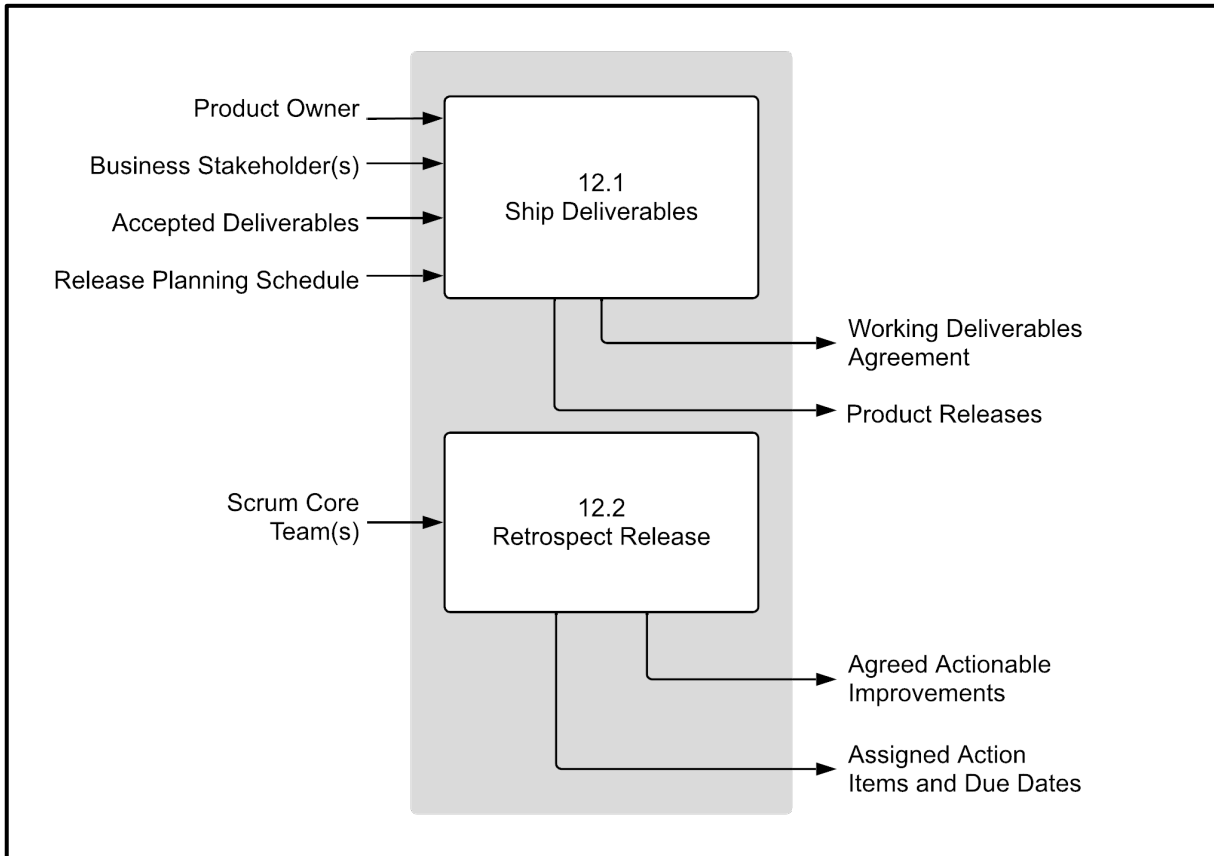 Product Owner
Business Stakeholder(s)
Accepted Deliverables
Release Planning Schedule
12.1
Ship Deliverables
Working Deliverables
Agreement
Product Releases
Scrum Core
Team(s)
12.2
Retrospect Release
Agreed Actionable
Improvements
Assigned Action
Items and Due Dates